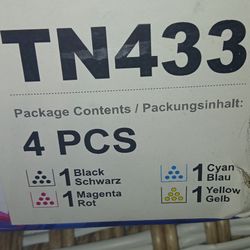 TN433
Package Contents / Packungsinhalt:
4 PCS
1 Black Schwarz
1 Cyan Blau
1 Magenta Rot
1 Yellow Gelb